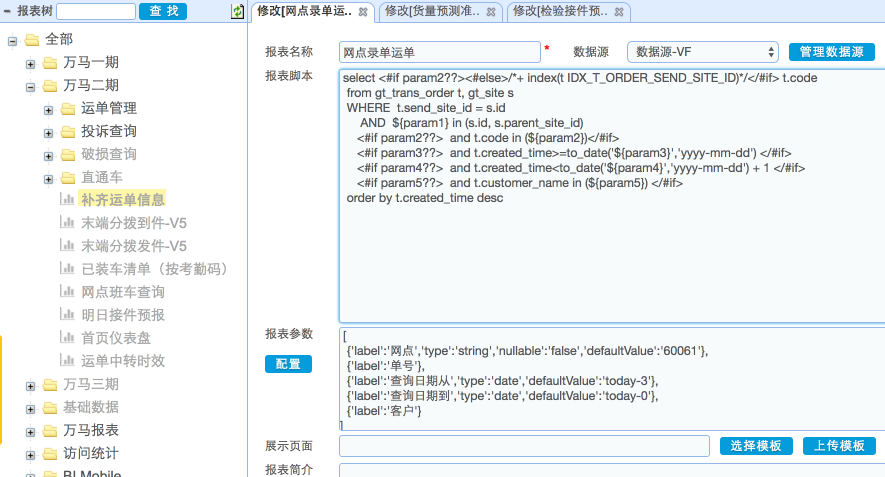 报表树 查 找
全部
万马一期
万马二期
运单管理
投诉查询
破损查询
直通车
补齐运单信息
末端分拨到件-V5
末端分拨发件-V5
已装车清单（按考勤码）
网点班车查询
明日接件预报
首页仪表盘
运单中转时效
万马三期
基础数据
万马报表
访问统计
BI Mobile
修改[网点录单运.. 修改[货量预测准.. 修改[检验接件预..
报表名称 网点录单运单 * 数据源 数据源-VF 管理数据源
报表脚本
select <#if param2??><#else>/*+ index(t IDX_T_ORDER_SEND_SITE_ID)*/</#if> t.code
from gt_trans_order t, gt_site s
WHERE t.send_site_id = s.id
AND ${param1} in (s.id, s.parent_site_id)
<#if param2??> and t.code in (${param2})</#if>
<#if param3??> and t.created_time>=to_date('${param3}','yyyy-mm-dd') </#if>
<#if param4??> and t.created_time<to_date('${param4}','yyyy-mm-dd') + 1 </#if>
<#if param5??> and t.customer_name in (${param5}) </#if>
order by t.created_time desc
报表参数
配置
[
{'label':'网点','type':'string','nullable':'false','defaultValue':'60061'},
{'label':'单号'},
{'label':'查询日期从','type':'date','defaultValue':'today-3'},
{'label':'查询日期到','type':'date','defaultValue':'today-0'},
{'label':'客户'}
]
展示页面 选择模板 上传模板
报表简介